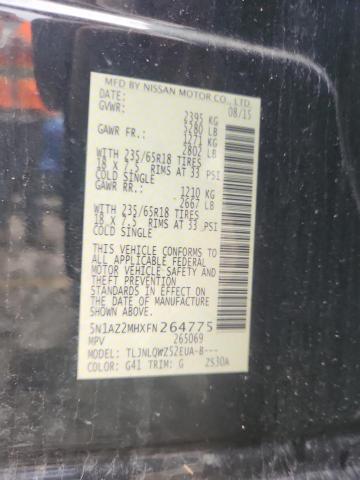 MFD BY NISSAN MOTOR CO., LTD.
DATE: 08/15
GVWR: 2395 KG
5280 LB
GAWR FR.: 1271 KG
2802 LB
WITH 235/65R18 TIRES
18 X 7.5 RIMS AT 33 PSI
COLD SINGLE
GAWR RR.: 1210 KG
2667 LB
WITH 235/65R18 TIRES
18 X 7.5 RIMS AT 33 PSI
COLD SINGLE
THIS VEHICLE CONFORMS TO
ALL APPLICABLE FEDERAL
MOTOR VEHICLE SAFETY AND
THEFT PREVENTION
STANDARDS IN EFFECT ON THE
DATE OF MANUFACTURE
SHOWN ABOVE.
5N1AZ2MHXFN264775
MPV 265069
MODEL: TLJNLQWZ52EUA-B---
COLOR: G41 TRIM: G ZS30A